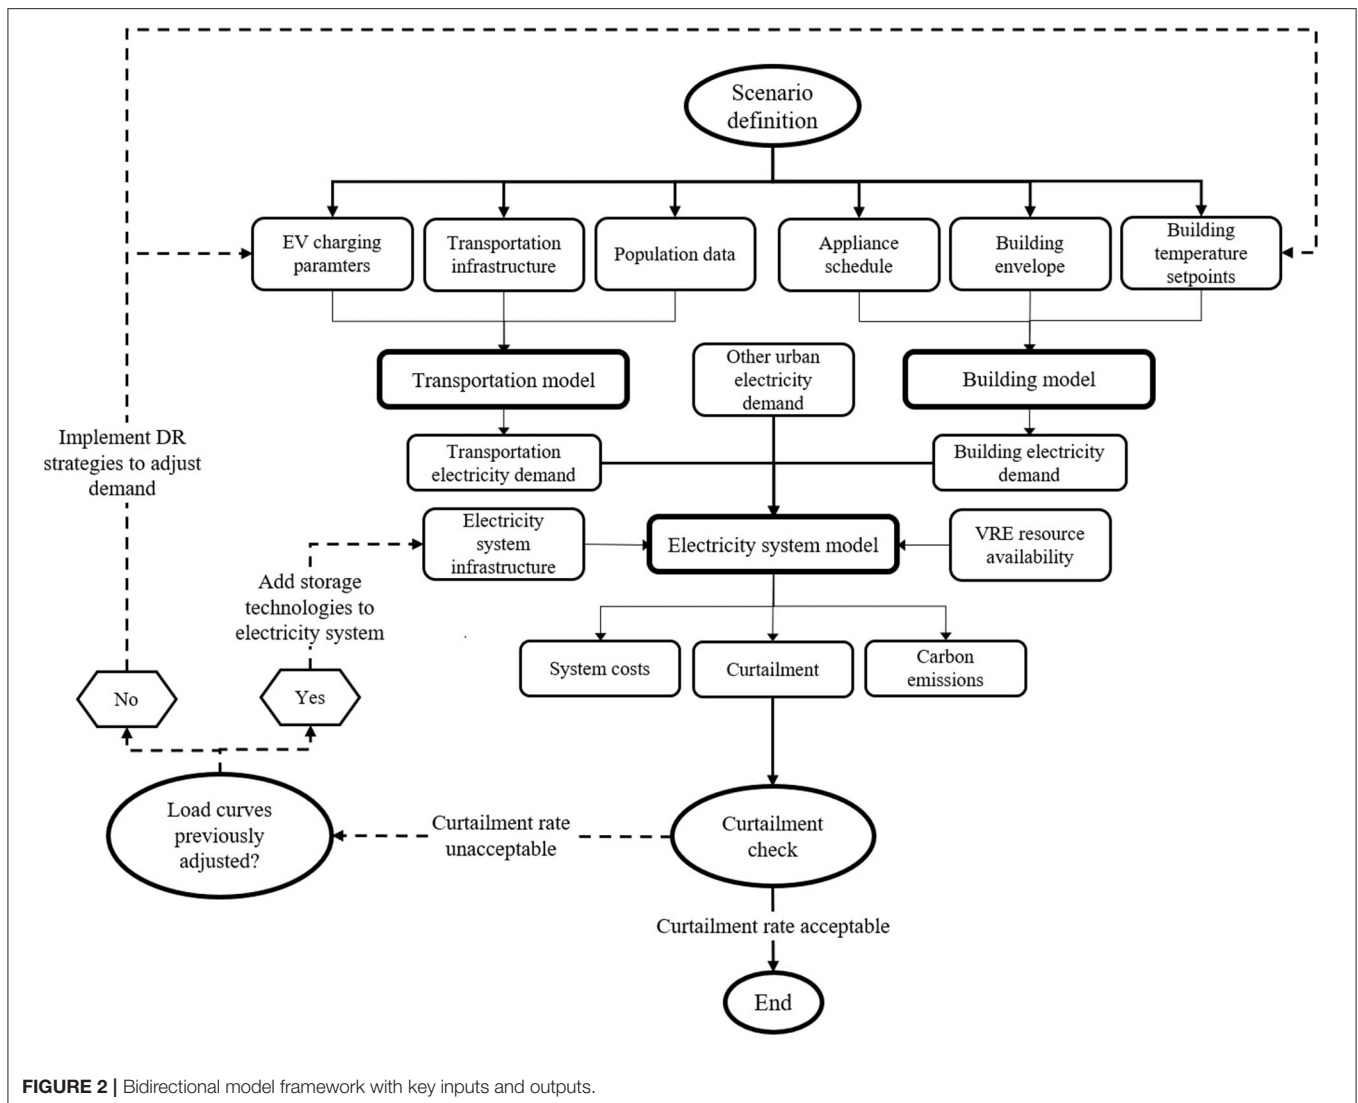 Scenario
definition
EV charging
paramters
Transportation
infrastructure
Population data
Appliance
schedule
Building
envelope
Building
temperature
setpoints
Transportation model
Other urban
electricity
demand
Building model
Implement DR
strategies to adjust
demand
Transportation
electricity demand
Building electricity
demand
Electricity
system
infrastructure
Electricity system model
VRE resource
availability
Add storage
technologies to
electricity system
System costs
Curtailment
Carbon
emissions
No
Yes
Load curves
previously
adjusted?
Curtailment rate
unacceptable
Curtailment
check
Curtailment rate acceptable
End
FIGURE 2 | Bidirectional model framework with key inputs and outputs.